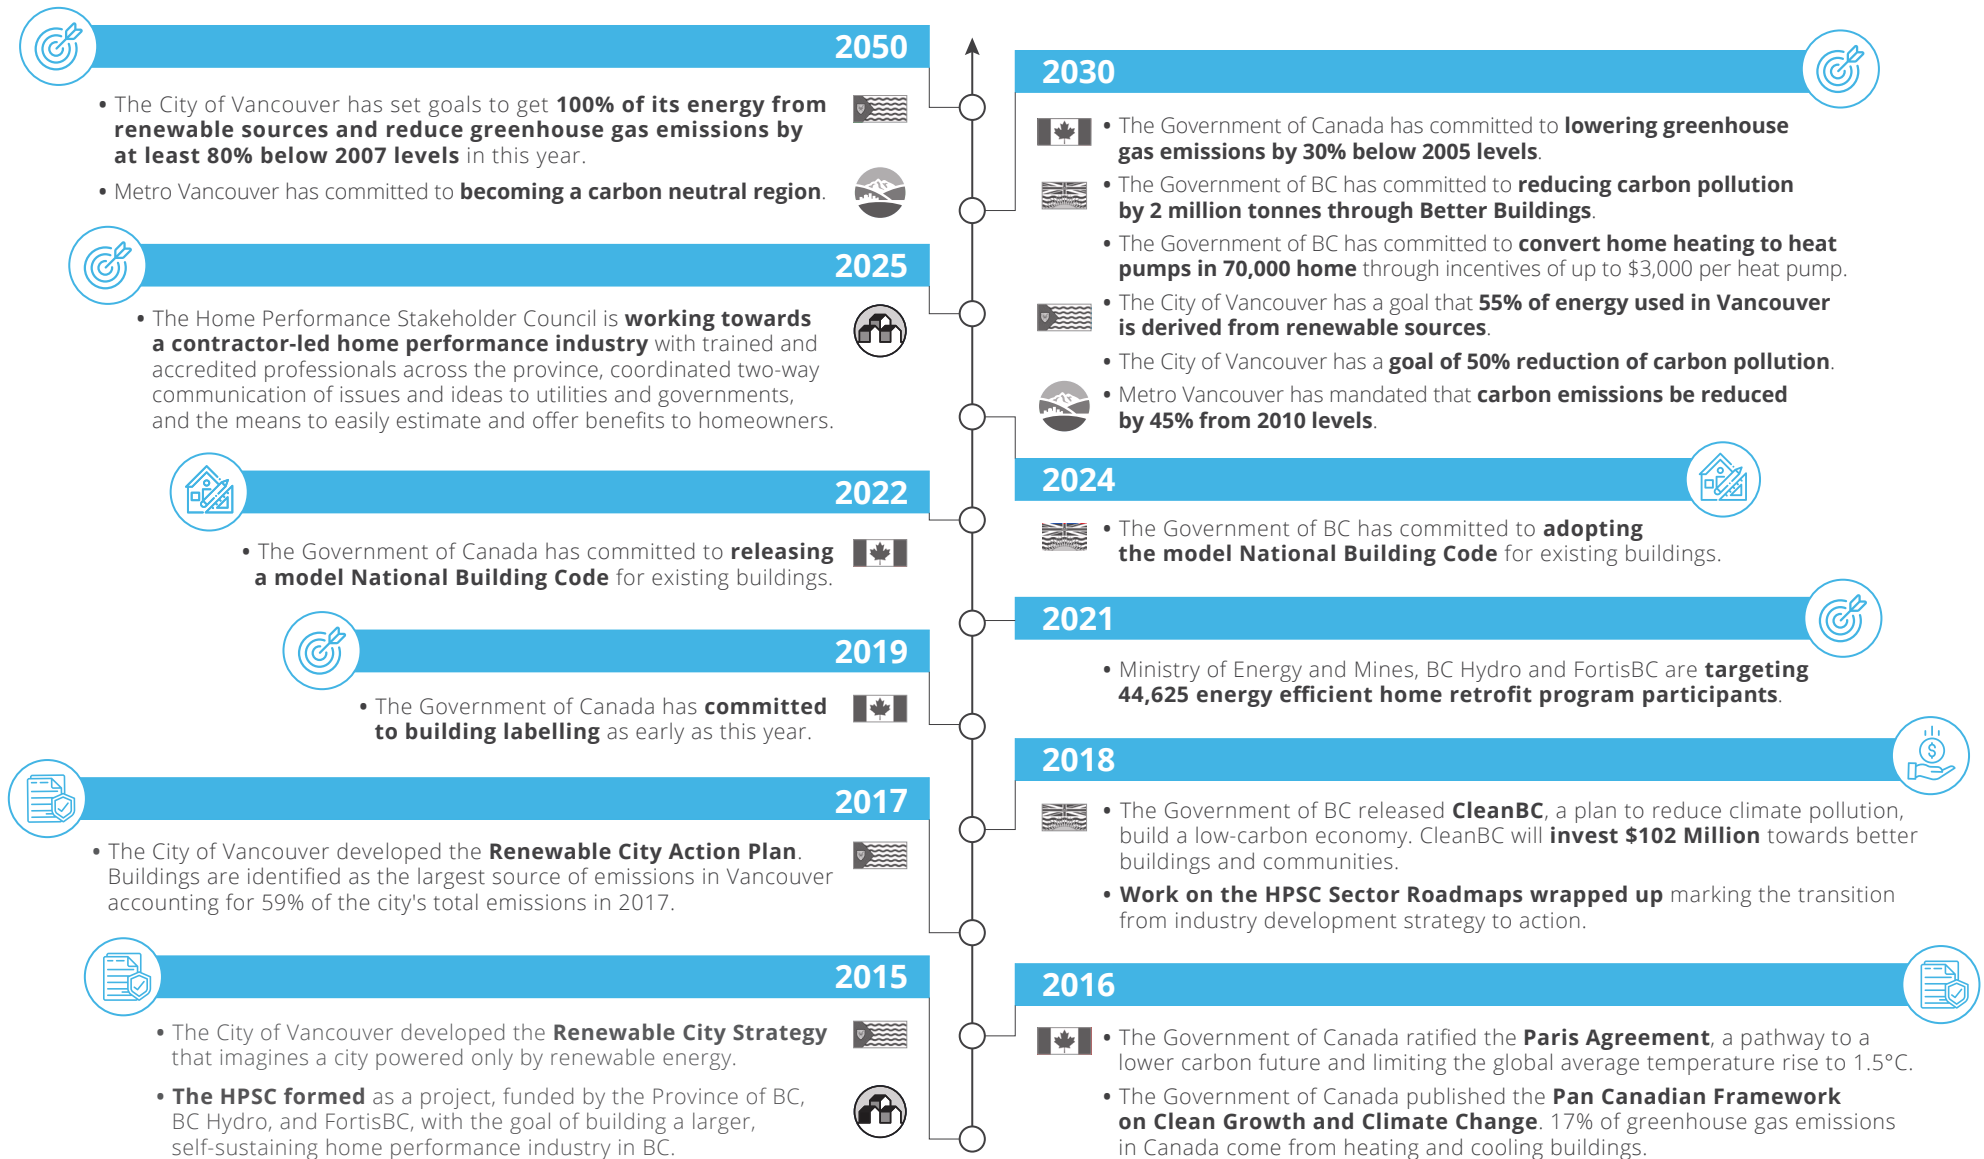 2050
• The City of Vancouver has set goals to get 100% of its energy from
renewable sources and reduce greenhouse gas emissions by
at least 80% below 2007 levels in this year.
• Metro Vancouver has committed to becoming a carbon neutral region.
2030
• The Government of Canada has committed to lowering greenhouse
gas emissions by 30% below 2005 levels.
• The Government of BC has committed to reducing carbon pollution
by 2 million tonnes through Better Buildings.
• The Government of BC has committed to convert home heating to heat
pumps in 70,000 home through incentives of up to $3,000 per heat pump.
• The City of Vancouver has a goal that 55% of energy used in Vancouver
is derived from renewable sources.
• The City of Vancouver has a goal of 50% reduction of carbon pollution.
• Metro Vancouver has mandated that carbon emissions be reduced
by 45% from 2010 levels.
2025
• The Home Performance Stakeholder Council is working towards
a contractor-led home performance industry with trained and
accredited professionals across the province, coordinated two-way
communication of issues and ideas to utilities and governments,
and the means to easily estimate and offer benefits to homeowners.
2024
• The Government of BC has committed to adopting
the model National Building Code for existing buildings.
2022
• The Government of Canada has committed to releasing
a model National Building Code for existing buildings.
2021
• Ministry of Energy and Mines, BC Hydro and FortisBC are targeting
44,625 energy efficient home retrofit program participants.
2019
• The Government of Canada has committed
to building labelling as early as this year.
2018
$
• The Government of BC released CleanBC, a plan to reduce climate pollution,
build a low-carbon economy. CleanBC will invest $102 Million towards better
buildings and communities.
• Work on the HPSC Sector Roadmaps wrapped up marking the transition
from industry development strategy to action.
2017
• The City of Vancouver developed the Renewable City Action Plan.
Buildings are identified as the largest source of emissions in Vancouver
accounting for 59% of the city's total emissions in 2017.
2016
• The Government of Canada ratified the Paris Agreement, a pathway to a
lower carbon future and limiting the global average temperature rise to 1.5°C.
• The Government of Canada published the Pan Canadian Framework
on Clean Growth and Climate Change. 17% of greenhouse gas emissions
in Canada come from heating and cooling buildings.
2015
• The City of Vancouver developed the Renewable City Strategy
that imagines a city powered only by renewable energy.
• The HPSC formed as a project, funded by the Province of BC,
BC Hydro, and FortisBC, with the goal of building a larger,
self-sustaining home performance industry in BC.